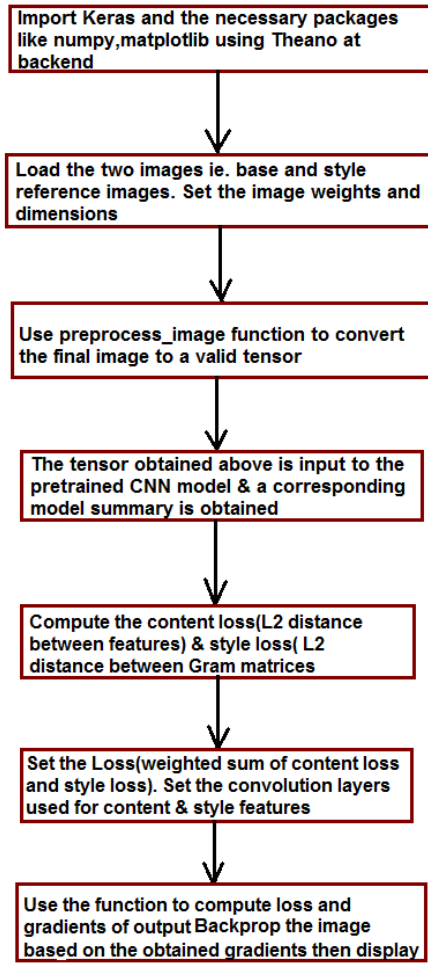 Import Keras and the necessary packages
like numpy,matplotlib using Theano at
backend
Load the two images ie. base and style
reference images. Set the image weights and
dimensions
Use preprocess_image function to convert
the final image to a valid tensor
The tensor obtained above is input to the
pretrained CNN model & a corresponding
model summary is obtained
Compute the content loss(L2 distance
between features) & style loss( L2
distance between Gram matrices
Set the Loss(weighted sum of content loss
and style loss). Set the convolution layers
used for content & style features
Use the function to compute loss and
gradients of output Backprop the image
based on the obtained gradients then display